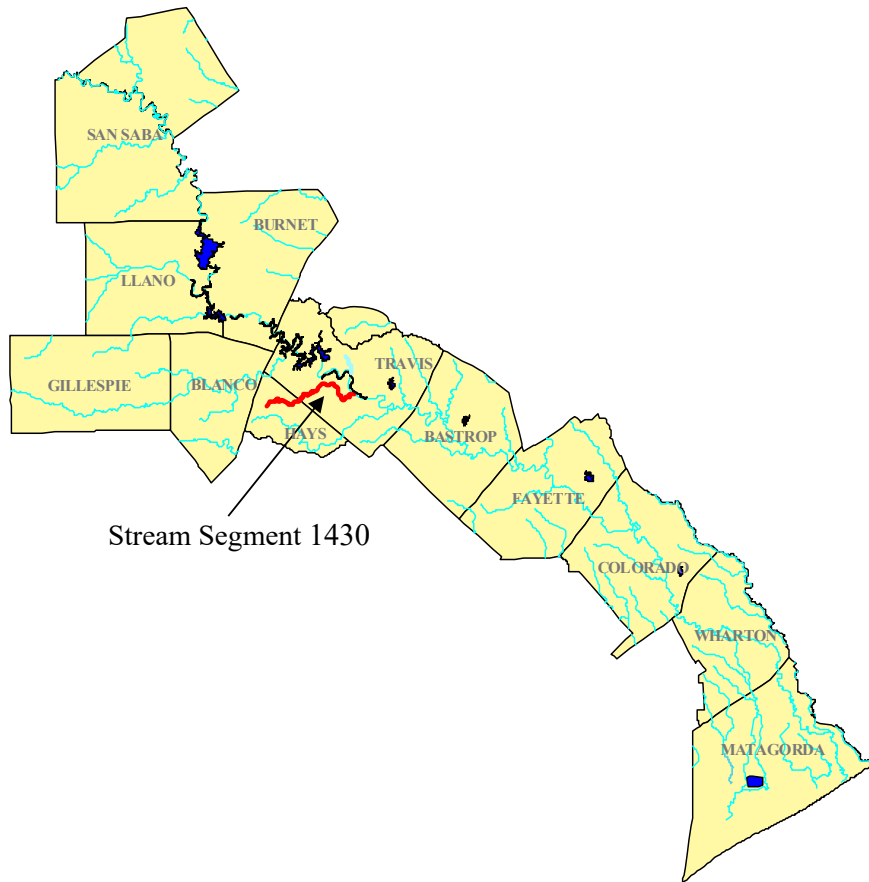 SAN SABA
BURNET
LLANO
TRAVIS
GILLESPIE
BLANCO
HAYS
BASTROP
FAYETTE
Stream Segment 1430
COLORADO
WHARTON
MATAGORDA